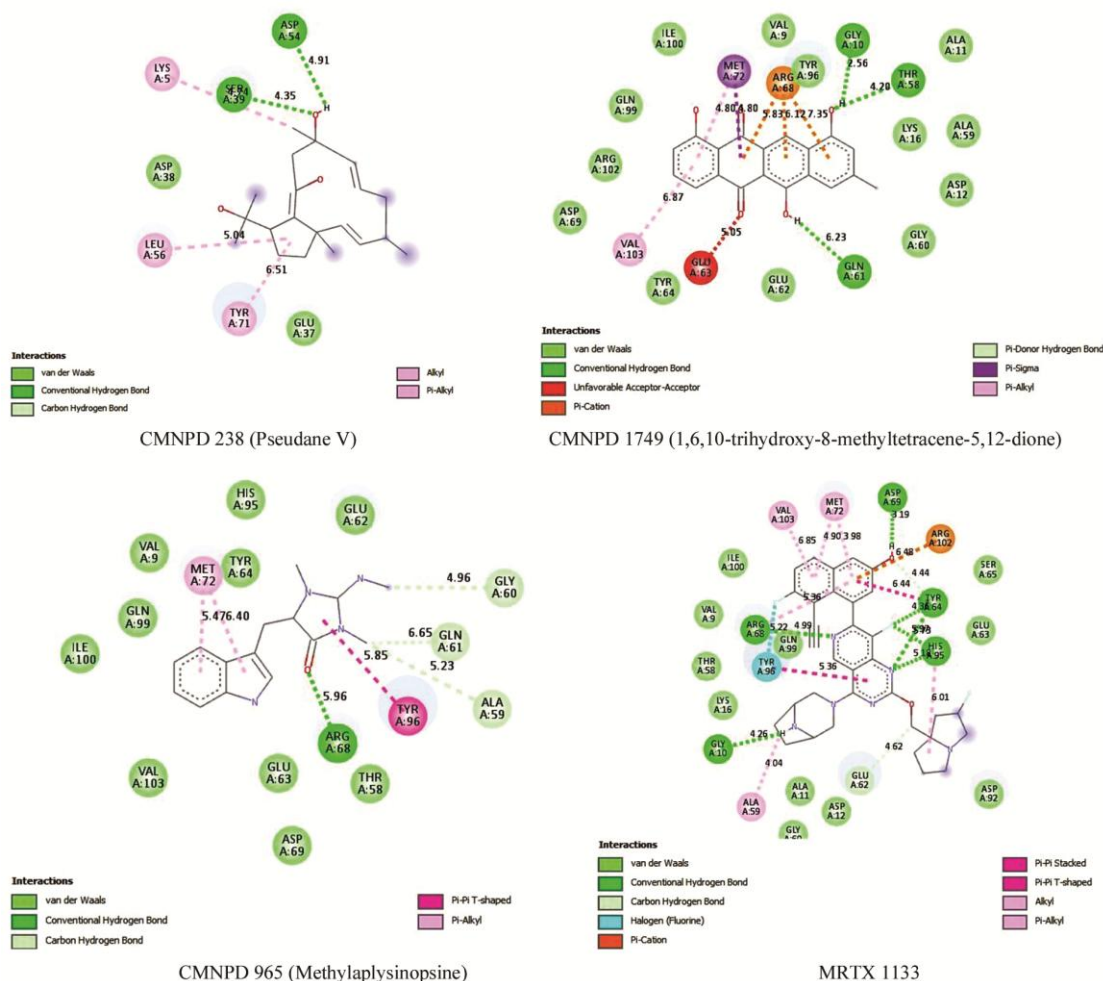 ASP
A:54
4.91
LYS
A:5
SER
A:39
4.35
H
O
ASP
A:38
O
O
LEU
A:56
5.04
6.51
TYR
A:71
GLU
A:37
Interactions
van der Waals
Conventional Hydrogen Bond
Carbon Hydrogen Bond
Alkyl
Pi-Alkyl
CMNPD 238 (Pseudane V)
ILE
A:100
VAL
A:9
GLY
A:10
ALA
A:11
MET
A:72
ARG
A:68
TYR
A:96
2.56
THR
A:58
4.20
GLN
A:99
4.80
4.80
5.83
6.12
7.35
H
O
O
O
LYS
A:16
ALA
A:59
ARG
A:102
ASP
A:12
6.87
ASP
A:69
VAL
A:103
O
O
H
5.05
6.23
GLY
A:60
GLU
A:63
GLN
A:61
TYR
A:64
GLU
A:62
Interactions
van der Waals
Conventional Hydrogen Bond
Unfavorable Acceptor-Acceptor
Pi-Cation
Pi-Donor Hydrogen Bond
Pi-Sigma
Pi-Alkyl
CMNPD 1749 (1,6,10-trihydroxy-8-methyltetracene-5,12-dione)
HIS
A:95
GLU
A:62
VAL
A:9
TYR
A:64
MET
A:72
GLN
A:99
5.47
6.40
N
N
N
4.96
GLY
A:60
6.65
GLN
A:61
5.85
5.23
ILE
A:100
O
N
5.96
ALA
A:59
TYR
A:96
ARG
A:68
VAL
A:103
GLU
A:63
THR
A:58
ASP
A:69
Interactions
van der Waals
Conventional Hydrogen Bond
Carbon Hydrogen Bond
Pi-Pi T-shaped
Pi-Alkyl
CMNPD 965 (Methylaplysinopsine)
ASP
A:69
MET
A:72
VAL
A:103
3.19
ARG
A:102
6.85
4.90
3.98
H
6.48
4.44
ILE
A:100
SER
A:65
6.44
5.36
TYR
A:64
VAL
A:9
ARG
A:68
5.22
4.99
GLN
A:99
GLU
A:63
HIS
A:95
THR
A:58
TYR
A:96
5.36
N
N
N
LYS
A:16
O
6.01
N
N
H
GLY
A:10
4.26
4.04
4.62
GLU
A:62
N
ALA
A:59
ALA
A:11
ASP
A:12
ASP
A:92
GLY
Interactions
van der Waals
Conventional Hydrogen Bond
Carbon Hydrogen Bond
Halogen (Fluorine)
Pi-Cation
Pi-Pi Stacked
Pi-Pi T-shaped
Alkyl
Pi-Alkyl
MRTX 1133